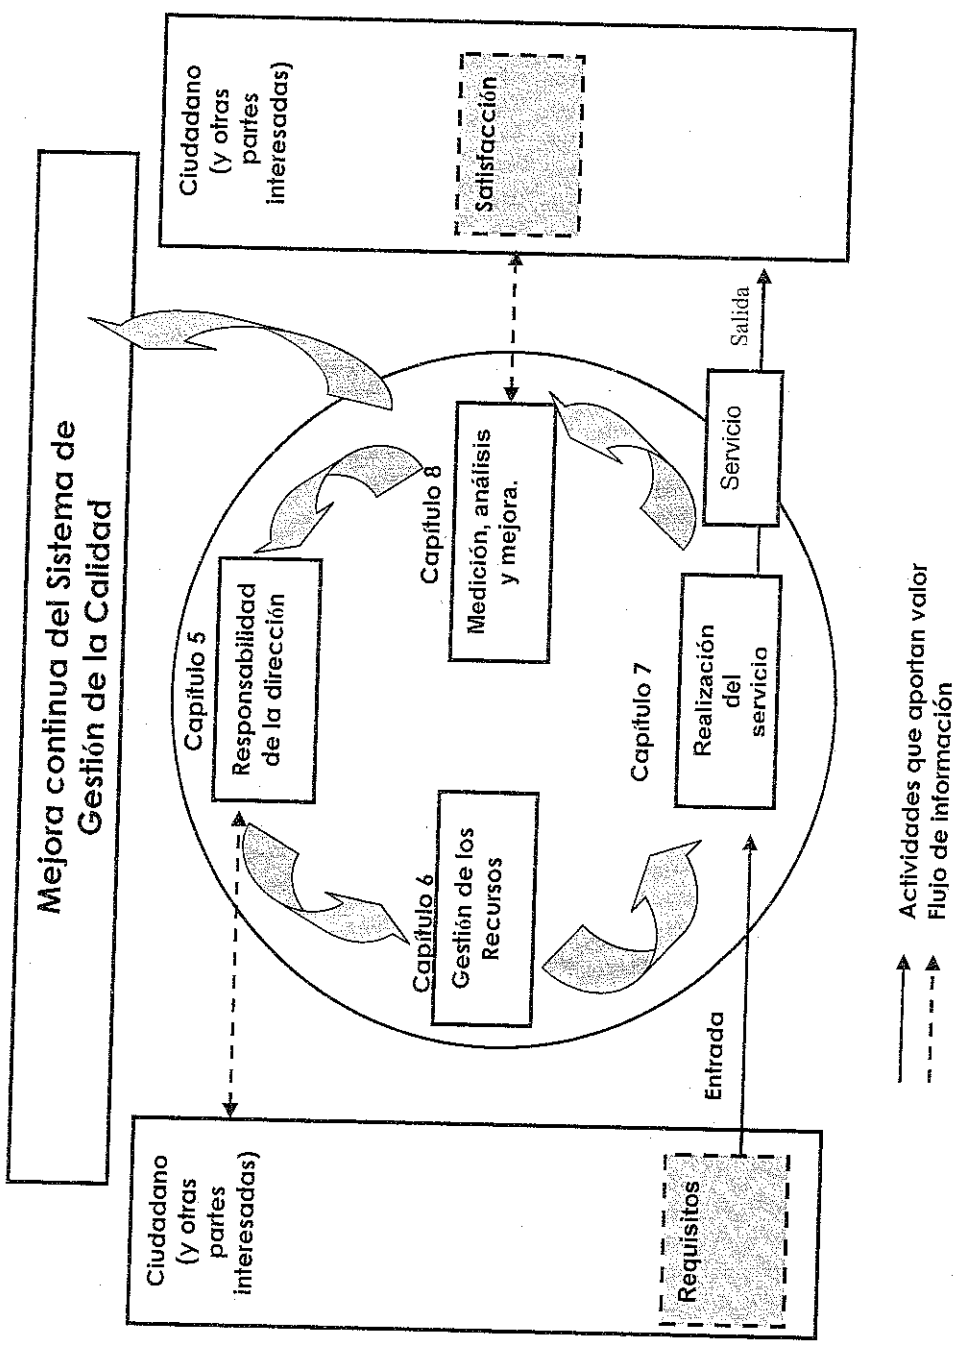 Mejora continua del Sistema de
Gestión de la Calidad
Ciudadano
(y otras
partes
interesadas)
Ciudadano
(y otras
partes
interesadas)
Capítulo 5
Responsabilidad
de la dirección
Capítulo 6
Gestión de los
Recursos
Capítulo 8
Medición, análisis
y mejora.
Satisfacción
Capítulo 7
Realización
del
servicio
Requisitos
Entrada
Servicio
Salida
Actividades que aportan valor
Flujo de información